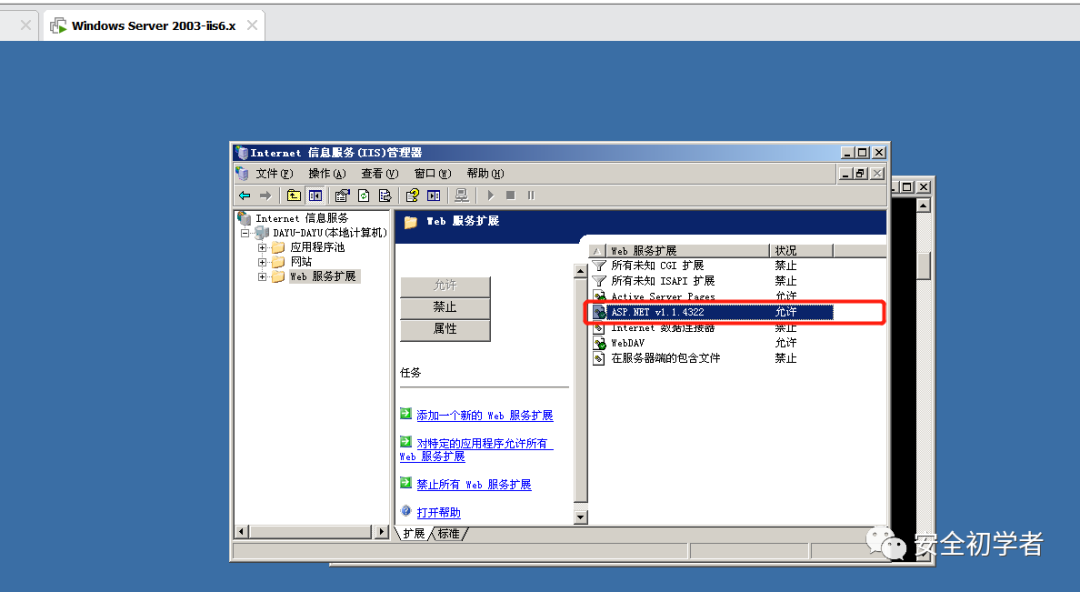 Windows Server 2003-iis6.x
Internet 信息服务(IIS)管理器
文件(F) 操作(A) 查看(V) 窗口(W) 帮助(H)
Internet 信息服务
DAYU-DAYU(本地计算机)
应用程序池
网站
Web 服务扩展
Web 服务扩展
允许
禁止
属性
任务
添加一个新的 Web 服务扩展
对特定的应用程序允许所有
Web 服务扩展
禁止所有 Web 服务扩展
打开帮助
Web 服务扩展 状况
所有未知 CGI 扩展 禁止
所有未知 ISAPI 扩展 禁止
Active Server Pages 允许
ASP.NET v1.1.4322 允许
Internet 数据连接器 禁止
WebDAV 允许
在服务器端的包含文件 禁止
扩展 标准
安全初学者